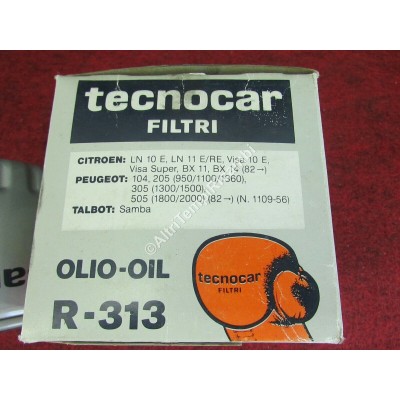 tecnocar
FILTRI
CITROEN: LN 10 E, LN 11 E/RE, Visa 10 E,
Visa Super, BX 11, BX 14 (82→)
PEUGEOT: 104, 205 (950/1100/1360),
305 (1300/1500),
505 (1800/2000) (82→) (N. 1109-56)
TALBOT: Samba
OLIO-OIL
R-313
tecnocar
FILTRI